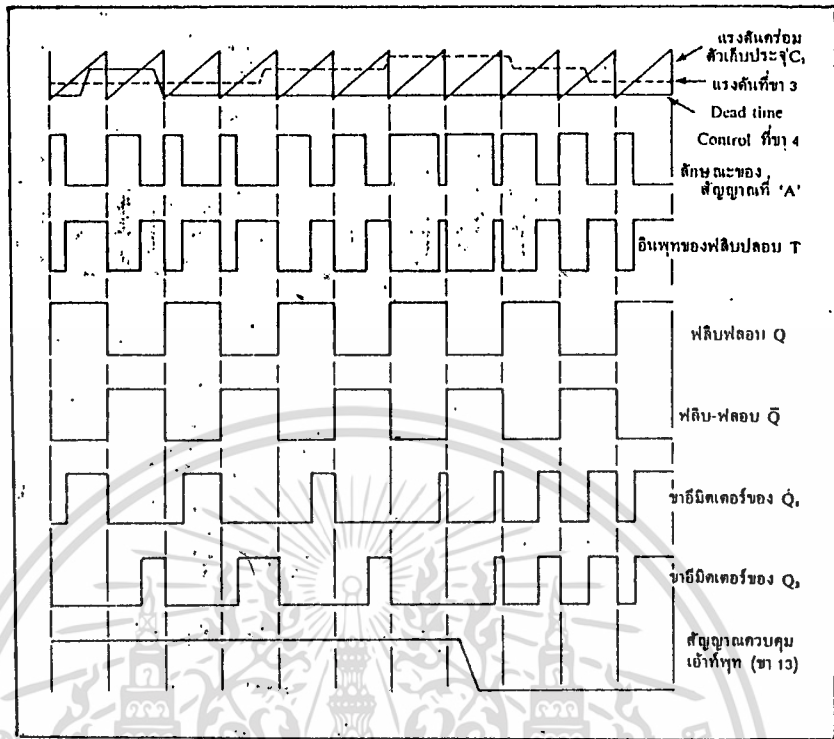 แรงดันคร่อม
ตัวเก็บประจุ C₁
แรงดันที่ขา 3
Dead time
Control ที่ขา 4
ลักษณะของ
สัญญาณที่ 'A'
อินพุทของฟลิบปลอบ T
ฟลิบฟลอบ Q
ฟลิบ-ฟลอบ Q̄
ขาอีมิตเตอร์ของ Q₁
ขาอีมิตเตอร์ของ Q₂
สัญญาณควบคุม
เอ้าท์พุท (ขา 13)